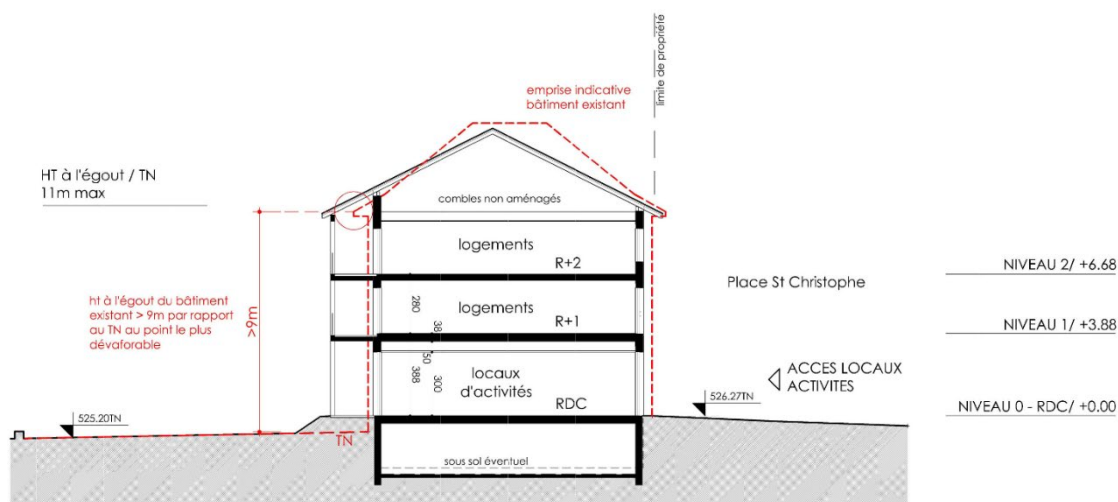 emprise indicative
bâtiment existant
limite de propriété
HT à l'égout / TN
11m max
combles non aménagés
logements
R+2
NIVEAU 2/ +6.68
Place St Christophe
ht à l'égout du bâtiment
existant > 9m par rapport
au TN au point le plus
dévaforable
>9m
280
logements
R+1
38
NIVEAU 1/ +3.88
50
388
300
locaux
d'activités
RDC
ACCES LOCAUX
ACTIVITES
525.20TN
526.27TN
NIVEAU 0 - RDC/ +0.00
TN
sous sol éventuel